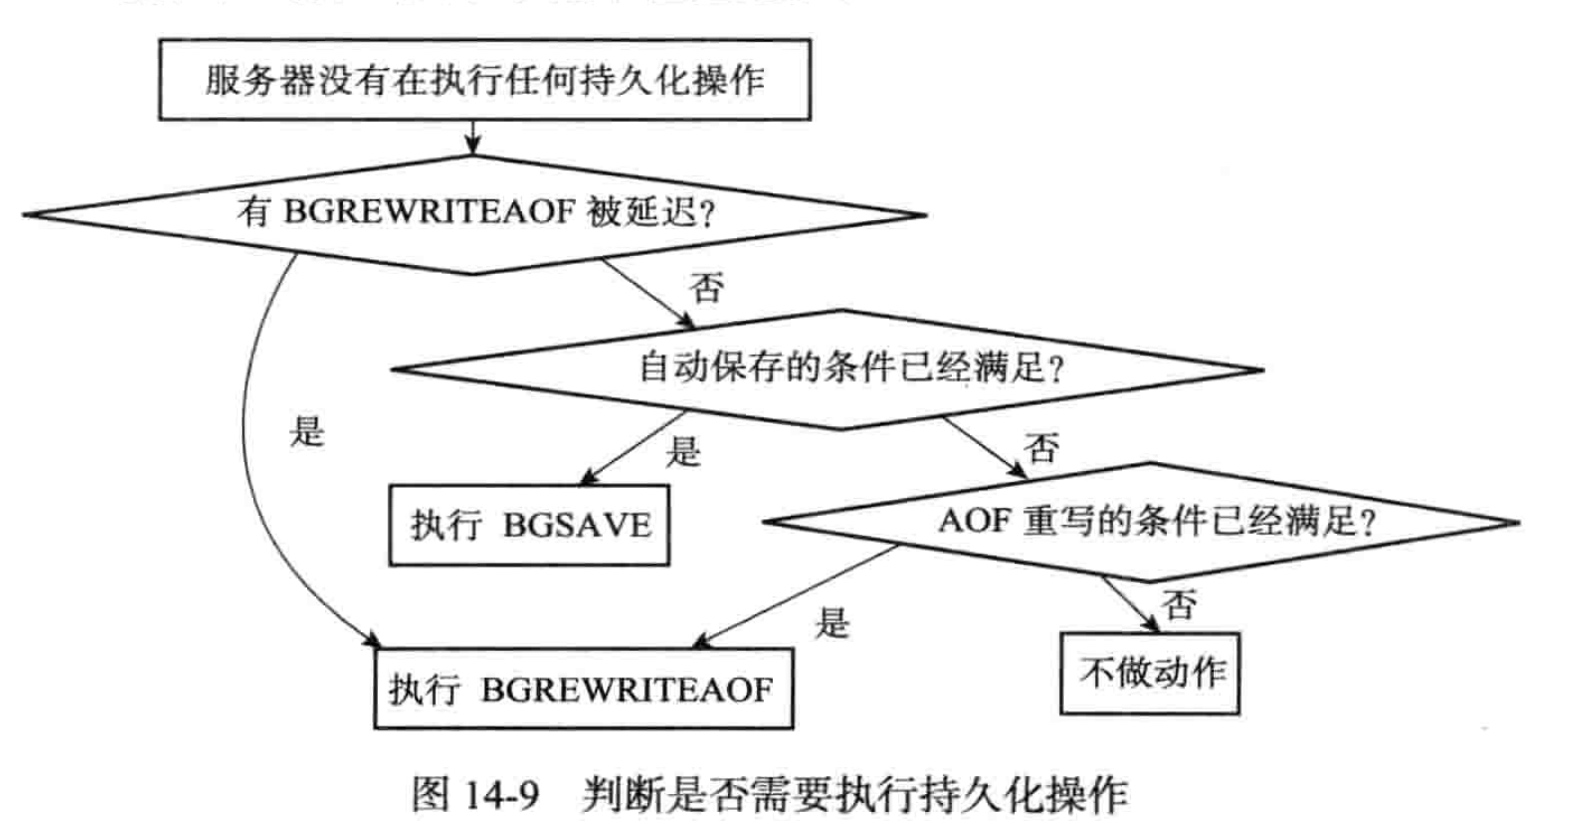 服务器没有在执行任何持久化操作
有 BGREWRITEAOF 被延迟?
否
自动保存的条件已经满足?
是
是
否
执行 BGSAVE
AOF 重写的条件已经满足?
是
否
执行 BGREWRITEAOF
不做动作
图 14-9 判断是否需要执行持久化操作